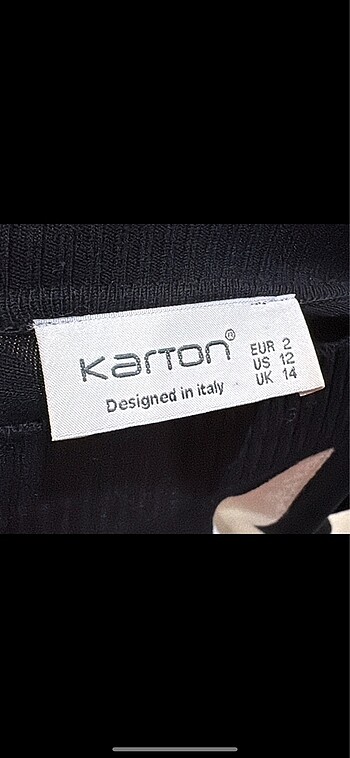 Karton®
Designed in italy
EUR 2
US 12
UK 14